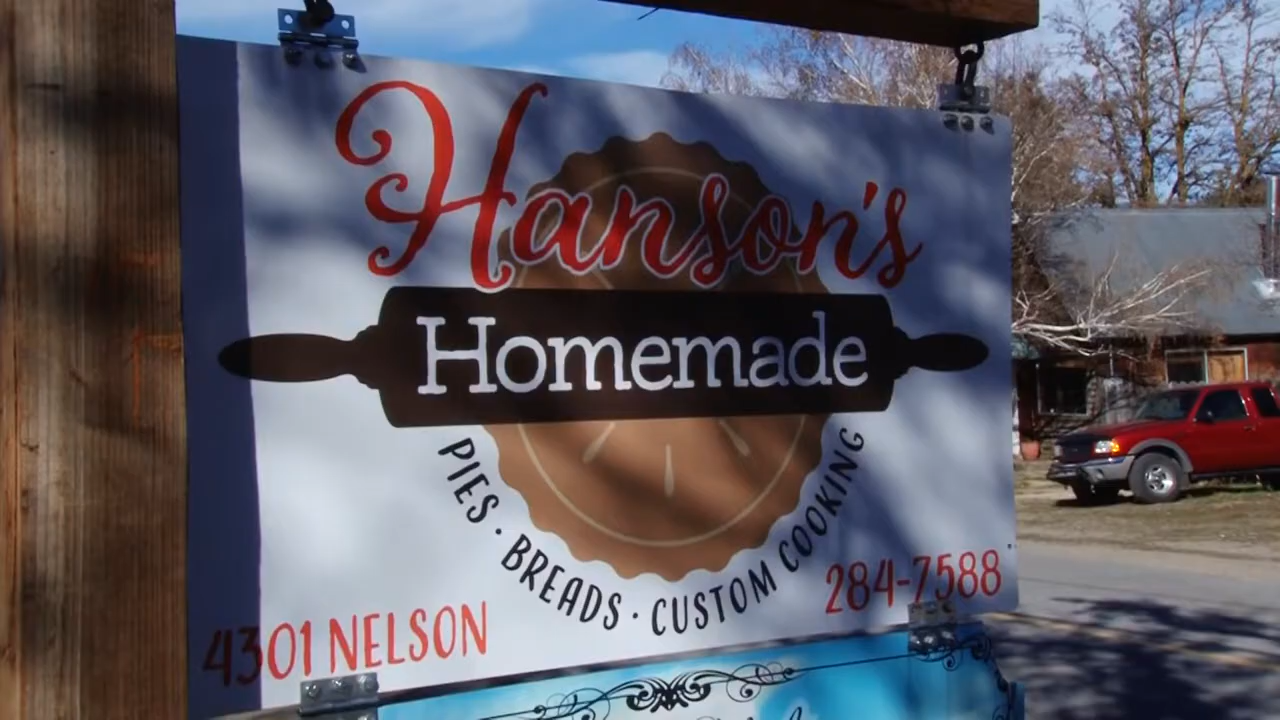 Hanson's
Homemade
PIES · BREADS · CUSTOM COOKING
4301 NELSON
284-7588